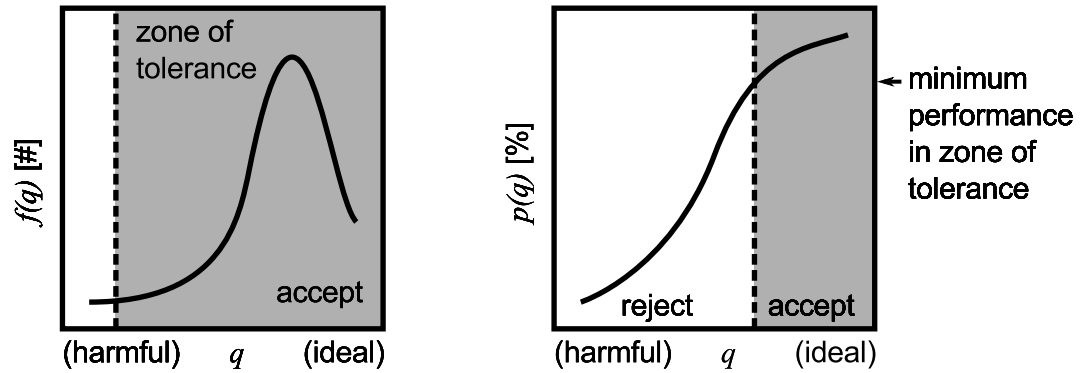 zone of
tolerance
f(q) [#]
accept
(harmful) q (ideal)
p(q) [%]
reject accept
(harmful) q (ideal)
minimum
performance
in zone of
tolerance